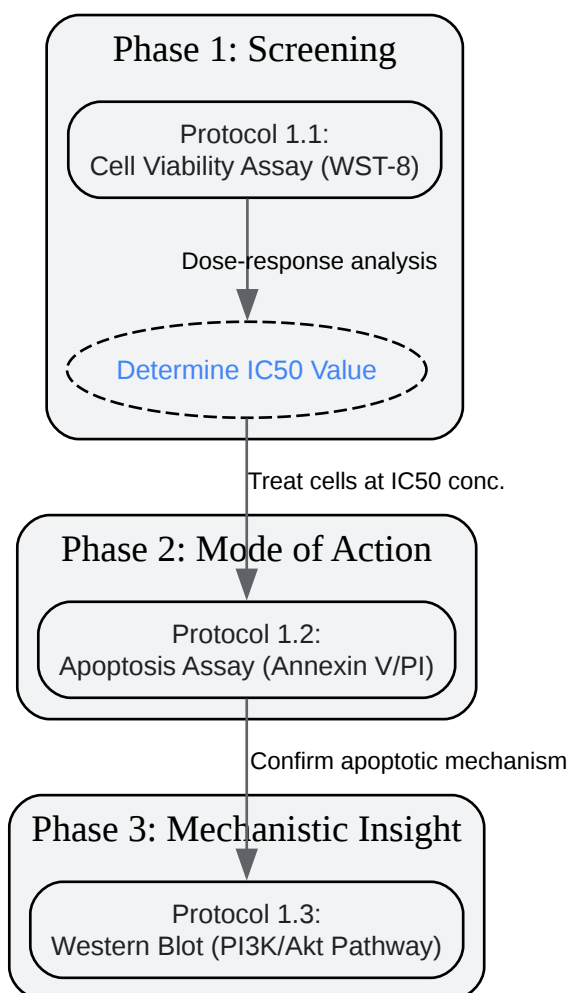 Phase 1: Screening
Protocol 1.1:
Cell Viability Assay (WST-8)
Dose-response analysis
Determine IC50 Value
Treat cells at IC50 conc.
Phase 2: Mode of Action
Protocol 1.2:
Apoptosis Assay (Annexin V/PI)
Confirm apoptotic mechanism
Phase 3: Mechanistic Insight
Protocol 1.3:
Western Blot (PI3K/Akt Pathway)